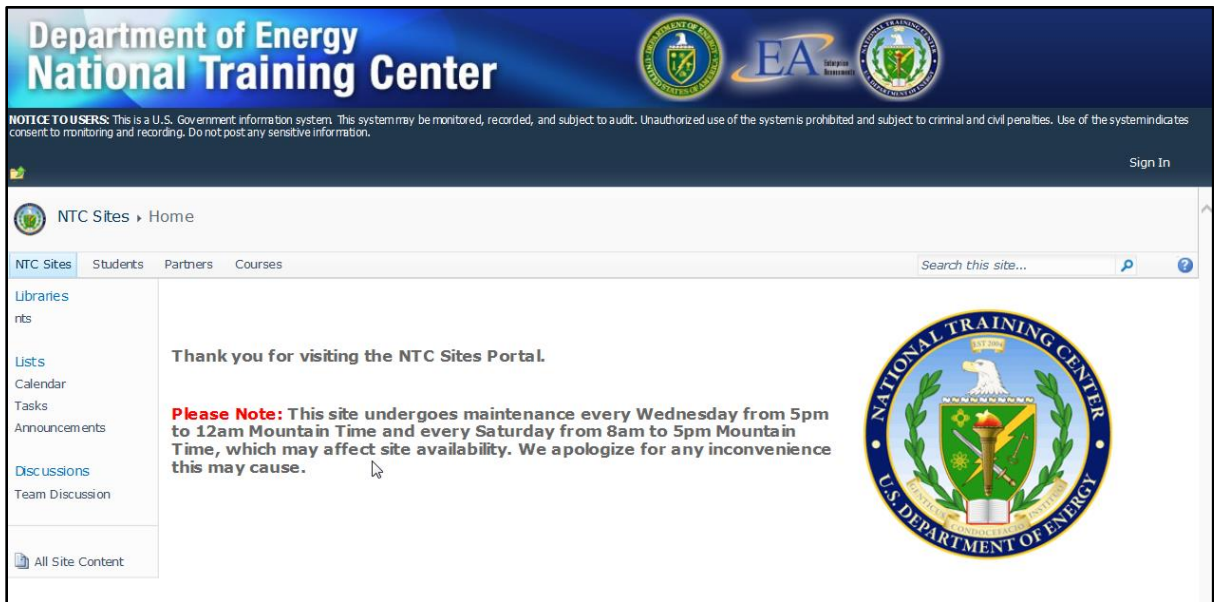 Department of Energy
National Training Center
EA Enterprise
Assessments
NOTICE TO USERS: This is a U.S. Government information system. This system may be monitored, recorded, and subject to audit. Unauthorized use of the system is prohibited and subject to criminal and civil penalties. Use of the system indicates
consent to monitoring and recording. Do not post any sensitive information.
Sign In
NTC Sites ▸ Home
NTC Sites Students Partners Courses Search this site...
Libraries
nts
Lists
Calendar
Tasks
Announcements
Discussions
Team Discussion
All Site Content
Thank you for visiting the NTC Sites Portal.
Please Note: This site undergoes maintenance every Wednesday from 5pm
to 12am Mountain Time and every Saturday from 8am to 5pm Mountain
Time, which may affect site availability. We apologize for any inconvenience
this may cause.
NATIONAL TRAINING CENTER
EST 2004
GENTICUS CONDOCEFACIO INSTITUO
U.S. DEPARTMENT OF ENERGY